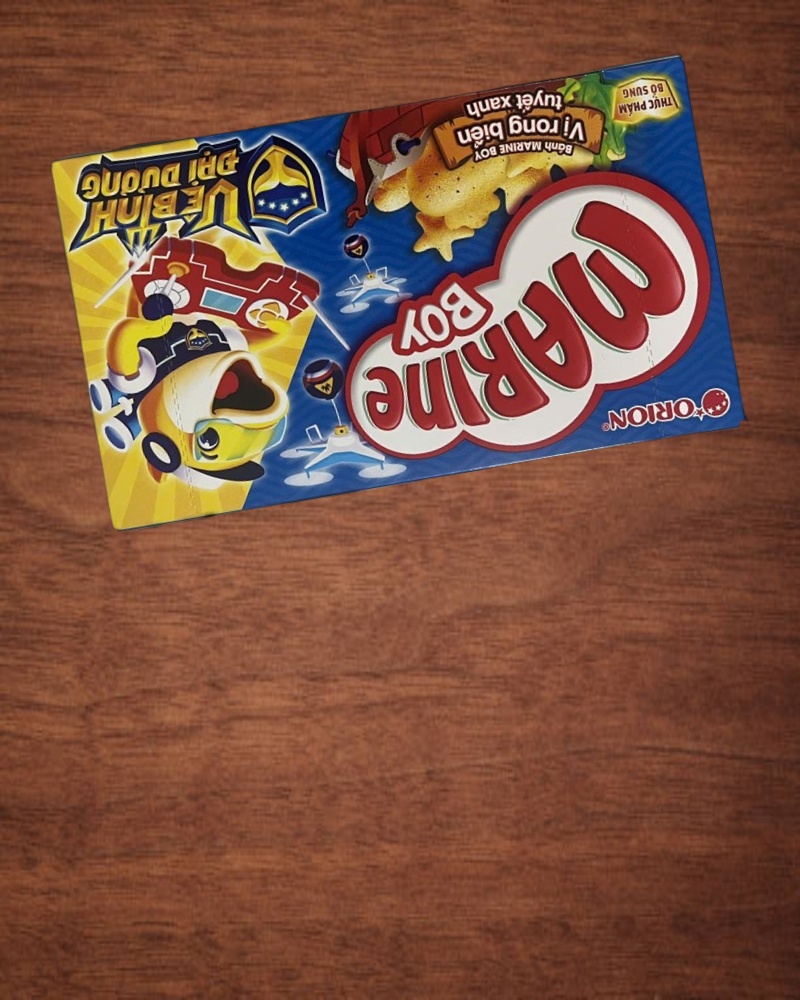 ORION
MARINE
BOY
Bánh MARINE BOY
Vị rong biển
tuyết xanh
THỰC PHẨM
BỔ SUNG
VỆ BINH
ĐẠI DƯƠNG